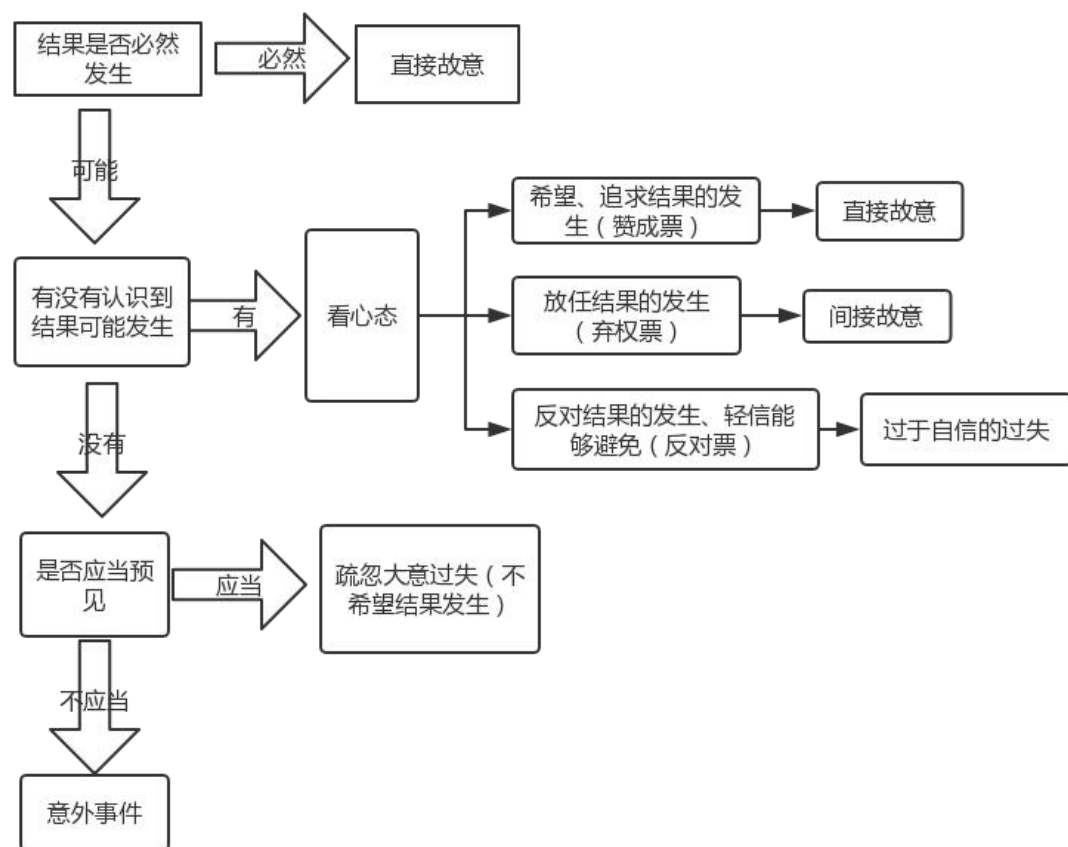 结果是否必然
发生
必然
直接故意
可能
希望、追求结果的发
生（赞成票）
直接故意
有没有认识到
结果可能发生
有
看心态
放任结果的发生
（弃权票）
间接故意
反对结果的发生、轻信能
够避免（反对票）
过于自信的过失
没有
是否应当预
见
应当
疏忽大意过失（不
希望结果发生）
不应当
意外事件